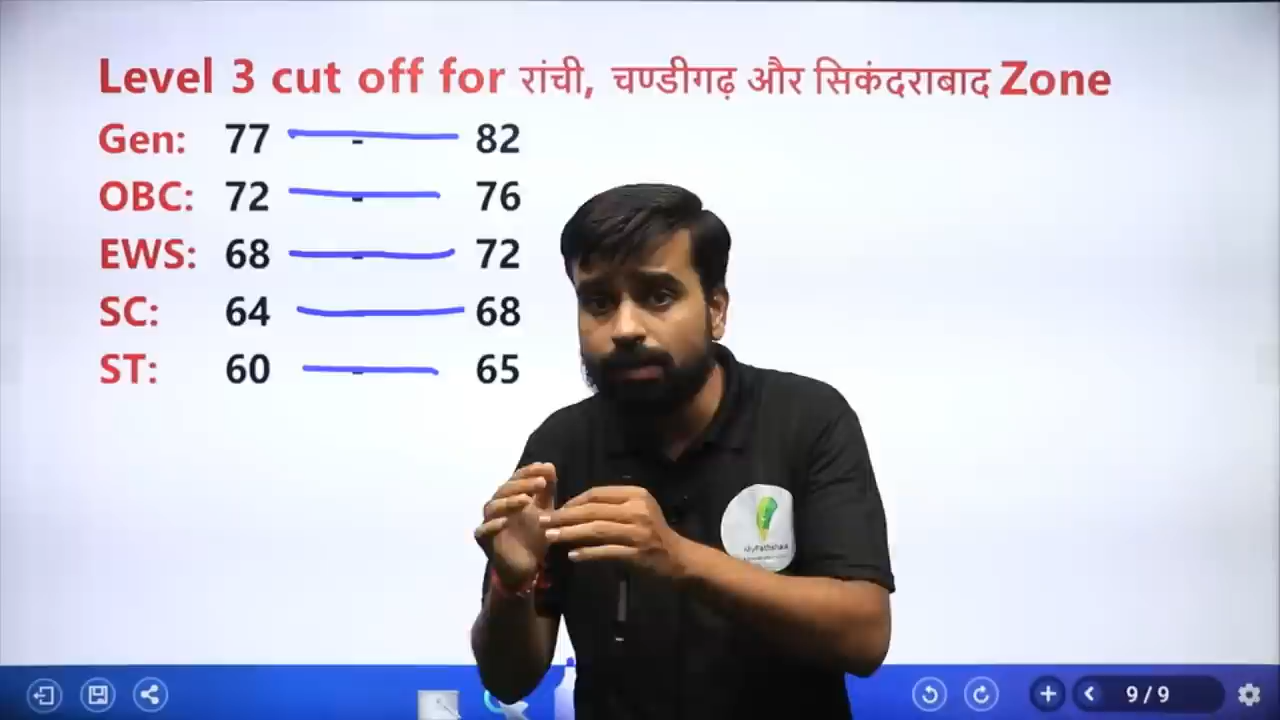 Level 3 cut off for रांची, चण्डीगढ़ और सिकंदराबाद Zone
Gen: 77 - 82
OBC: 72 - 76
EWS: 68 - 72
SC: 64 68
ST: 60 - 65
9 / 9